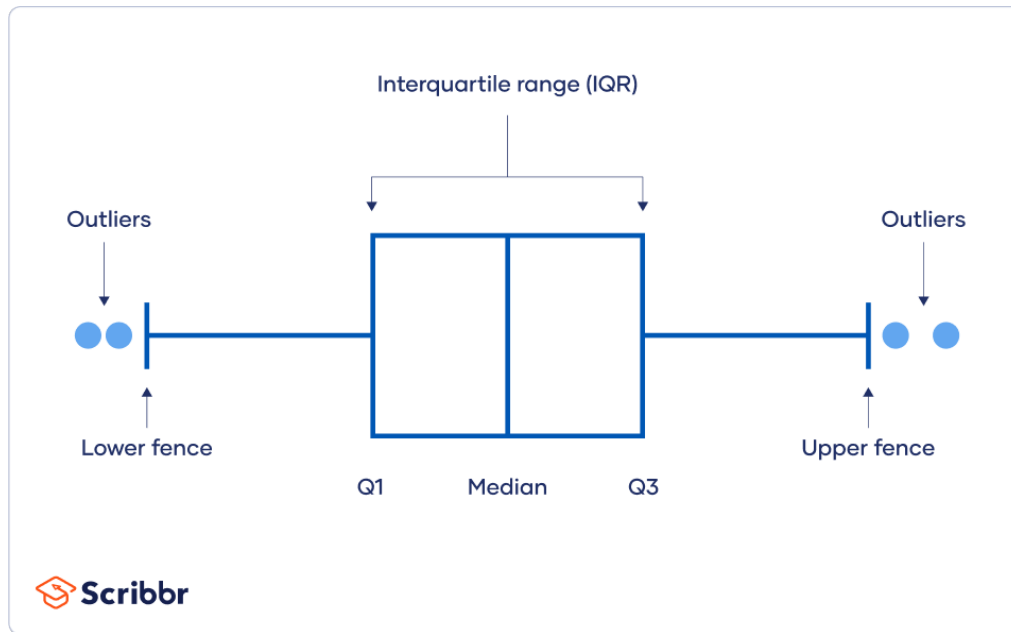 Interquartile range (IQR)
Outliers
Outliers
Lower fence
Upper fence
Q1
Median
Q3
Scribbr